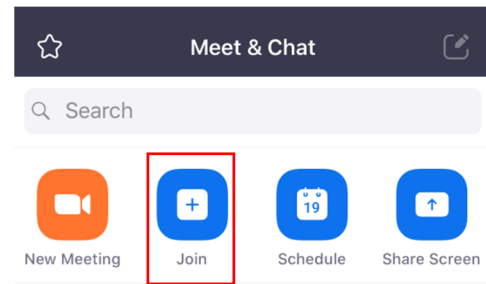 Meet & Chat
Search
New Meeting
Join
19
Schedule
Share Screen